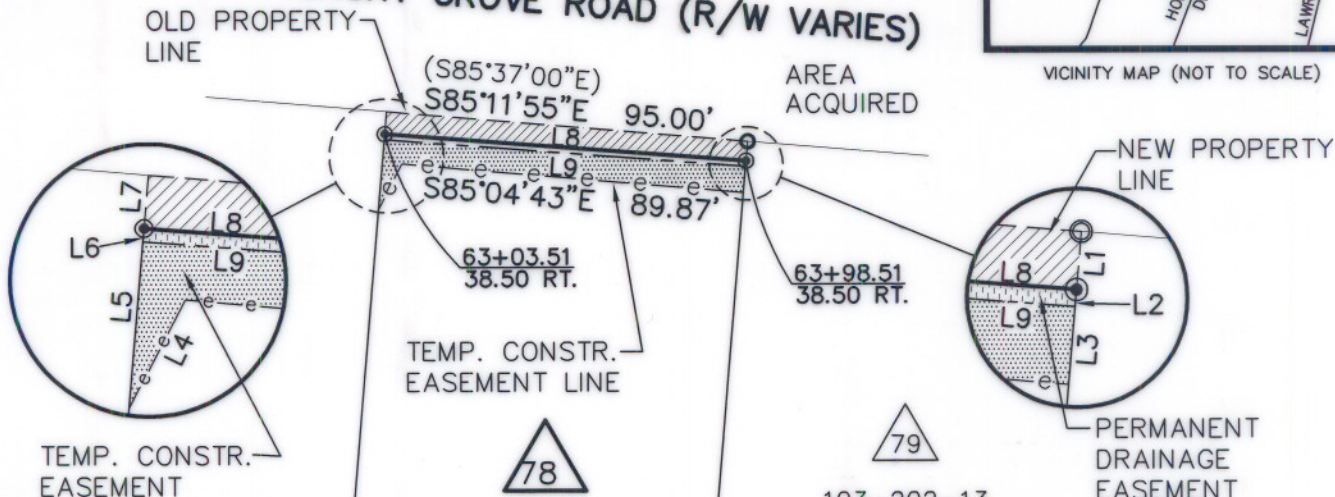 GROVE ROAD (R/W VARIES)
OLD PROPERTY
LINE
(S85°37'00"E)
S85°11'55"E 95.00'
L8
L9
S85°04'43"E 89.87'
AREA
ACQUIRED
VICINITY MAP (NOT TO SCALE)
NEW PROPERTY
LINE
L7
L8
L6
L9
L5
L4
e
e
e
e
e
e
e
e
e
e
63+03.51
38.50 RT.
63+98.51
38.50 RT.
L1
L8
L2
L9
L3
e
TEMP. CONSTR.
EASEMENT LINE
TEMP. CONSTR.
EASEMENT
78
79
PERMANENT
DRAINAGE
EASEMENT